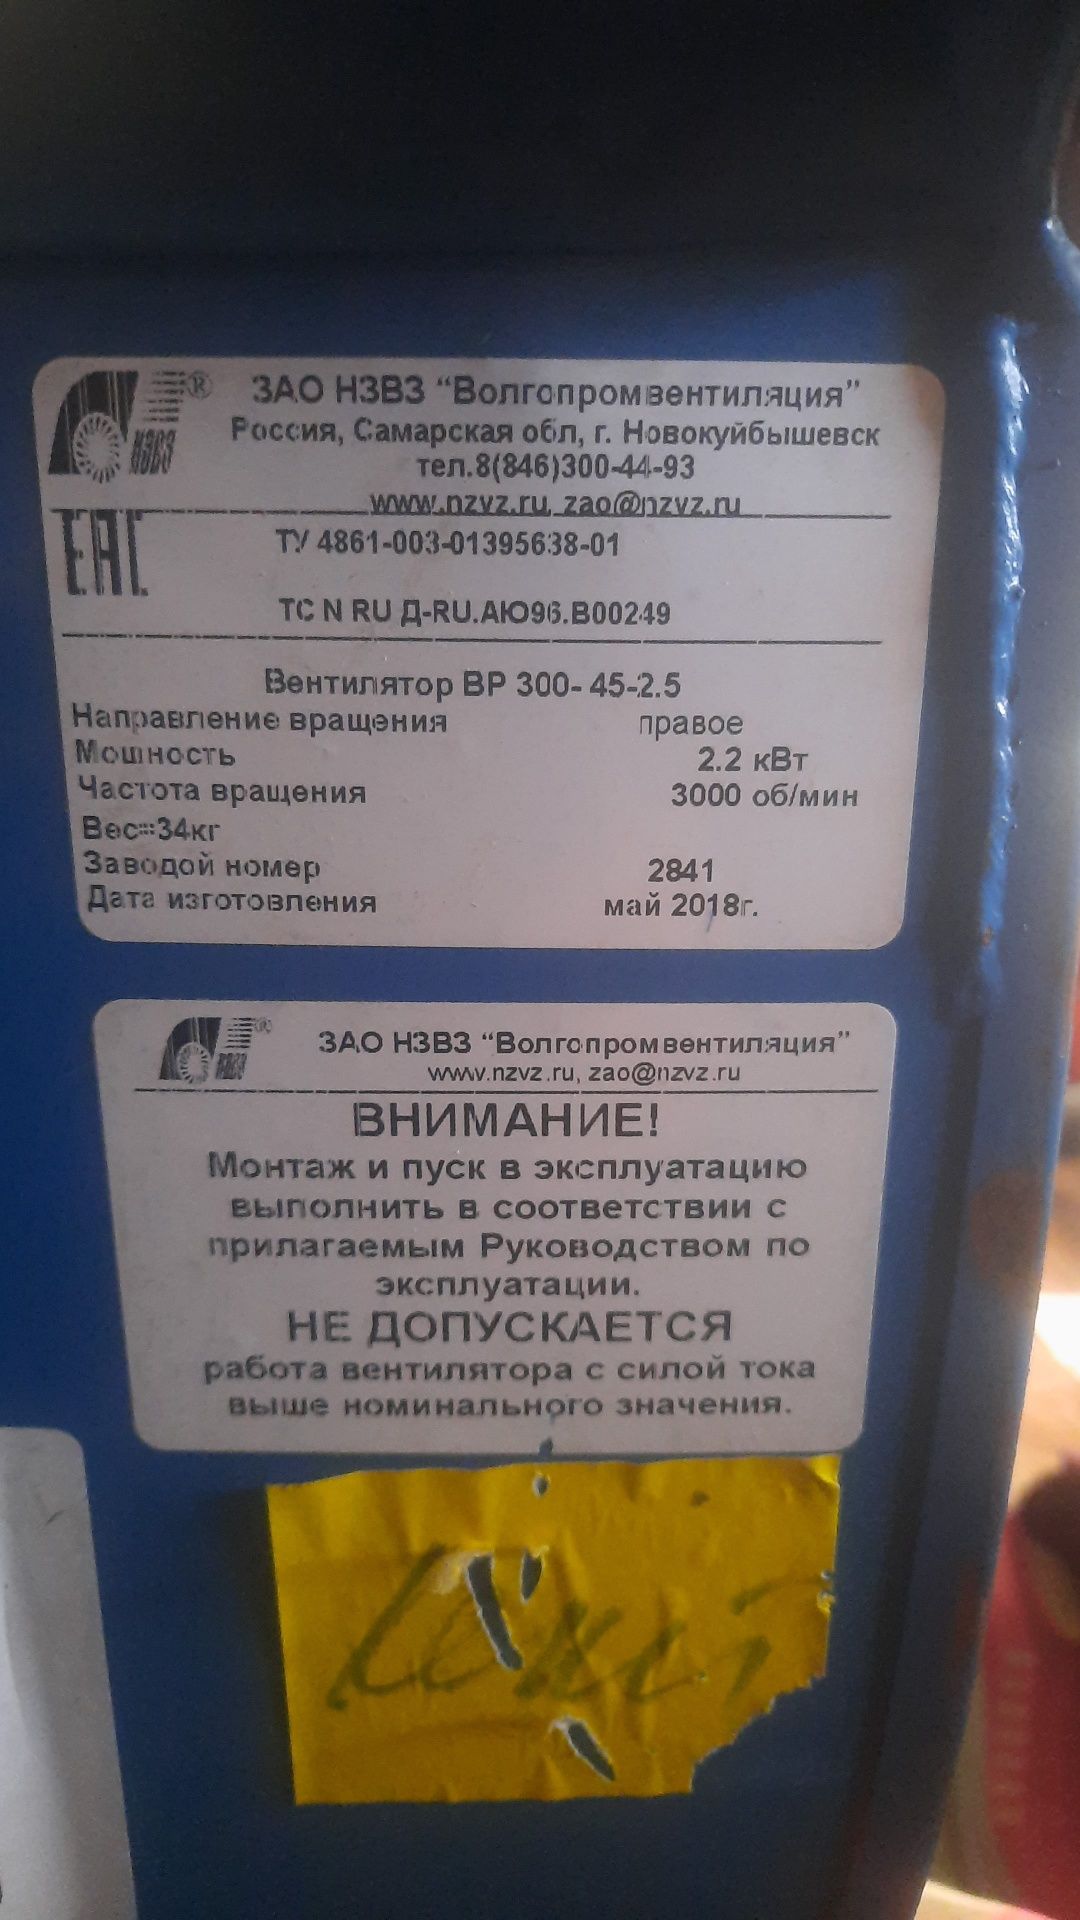 ® ЗАО НЗВЗ “Волгопромвентиляция”
НЗВЗ
Россия, Самарская обл, г. Новокуйбышевск
тел.8(846)300-44-93
www.nzvz.ru, zao@nzvz.ru
ЕАС
ТУ 4861-003-01395638-01
ТС N RU Д-RU.АЮ96.В00249
Вентилятор ВР 300- 45-2.5
Направление вращения правое
Мошность 2.2 кВт
Частота вращения 3000 об/мин
Вес=34кг
Заводой номер 2841
Дата изготовления май 2018г.
® ЗАО НЗВЗ “Волгопромвентиляция”
НЗВЗ
www.nzvz.ru, zao@nzvz.ru
ВНИМАНИЕ!
Монтаж и пуск в эксплуатацию
выполнить в соответствии с
прилагаемым Руководством по
эксплуатации.
НЕ ДОПУСКАЕТСЯ
работа вентилятора с силой тока
выше номинального значения.